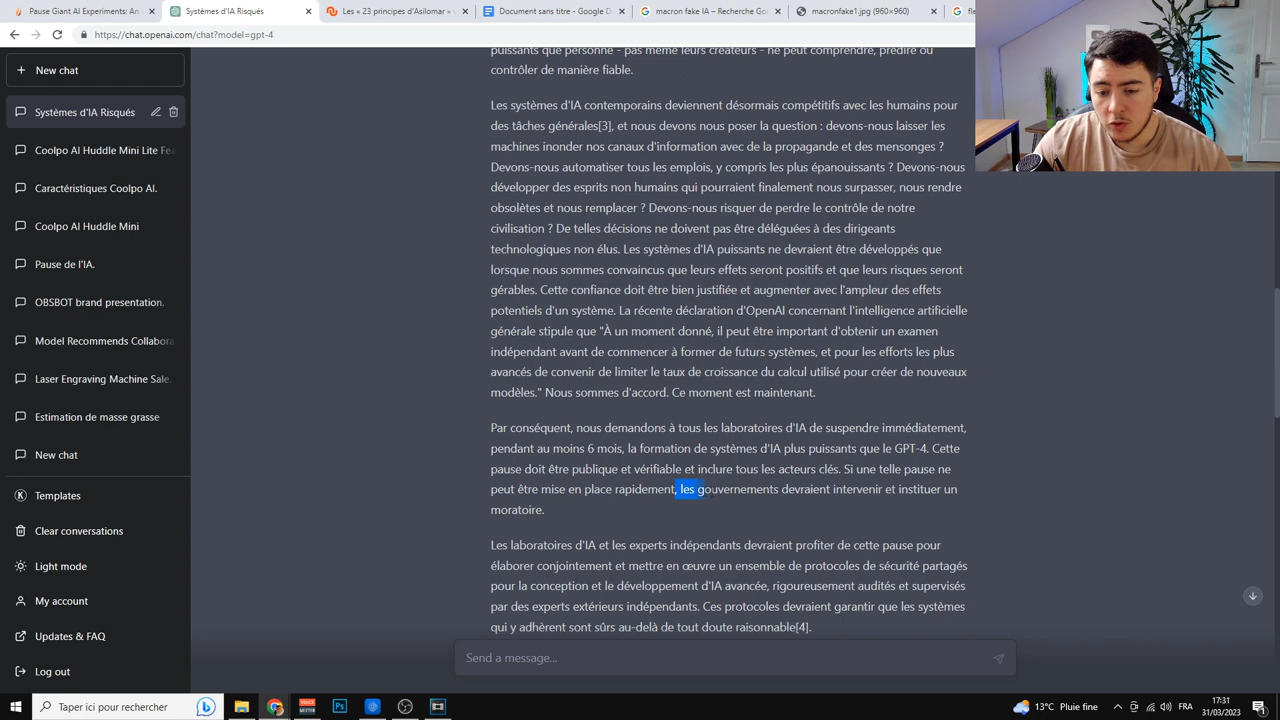 Pause Giant AI Experiments: An
Systèmes d'IA Risqués
Les « 23 principes d'Asilomar » v
Document sans titre - Google D
macron fake IA – Recherche Goo
macronfake1.jpg (960×960)
fle
https://chat.openai.com/chat?model=gpt-4
New chat
Systèmes d'IA Risqués
Coolpo AI Huddle Mini Lite Fea
Caractéristiques Coolpo AI.
Coolpo AI Huddle Mini
Pause de l'IA.
OBSBOT brand presentation.
Model Recommends Collabora
Laser Engraving Machine Sale.
Estimation de masse grasse
New chat
Templates
Clear conversations
Light mode
My account
Updates & FAQ
Log out
puissants que personne - pas même leurs créateurs - ne peut comprendre, prédire ou
contrôler de manière fiable.
Les systèmes d'IA contemporains deviennent désormais compétitifs avec les humains pour
des tâches générales[3], et nous devons nous poser la question : devons-nous laisser les
machines inonder nos canaux d'information avec de la propagande et des mensonges ?
Devons-nous automatiser tous les emplois, y compris les plus épanouissants ? Devons-nous
développer des esprits non humains qui pourraient finalement nous surpasser, nous rendre
obsolètes et nous remplacer ? Devons-nous risquer de perdre le contrôle de notre
civilisation ? De telles décisions ne doivent pas être déléguées à des dirigeants
technologiques non élus. Les systèmes d'IA puissants ne devraient être développés que
lorsque nous sommes convaincus que leurs effets seront positifs et que leurs risques seront
gérables. Cette confiance doit être bien justifiée et augmenter avec l'ampleur des effets
potentiels d'un système. La récente déclaration d'OpenAI concernant l'intelligence artificielle
générale stipule que "À un moment donné, il peut être important d'obtenir un examen
indépendant avant de commencer à former de futurs systèmes, et pour les efforts les plus
avancés de convenir de limiter le taux de croissance du calcul utilisé pour créer de nouveaux
modèles." Nous sommes d'accord. Ce moment est maintenant.
Par conséquent, nous demandons à tous les laboratoires d'IA de suspendre immédiatement,
pendant au moins 6 mois, la formation de systèmes d'IA plus puissants que le GPT-4. Cette
pause doit être publique et vérifiable et inclure tous les acteurs clés. Si une telle pause ne
peut être mise en place rapidement, les gouvernements devraient intervenir et instituer un
moratoire.
Les laboratoires d'IA et les experts indépendants devraient profiter de cette pause pour
élaborer conjointement et mettre en œuvre un ensemble de protocoles de sécurité partagés
pour la conception et le développement d'IA avancée, rigoureusement audités et supervisés
par des experts extérieurs indépendants. Ces protocoles devraient garantir que les systèmes
qui y adhèrent sont sûrs au-delà de tout doute raisonnable[4].
Send a message...
Taper ici pour rechercher
13°C Pluie fine
FRA
17:31
31/03/2023